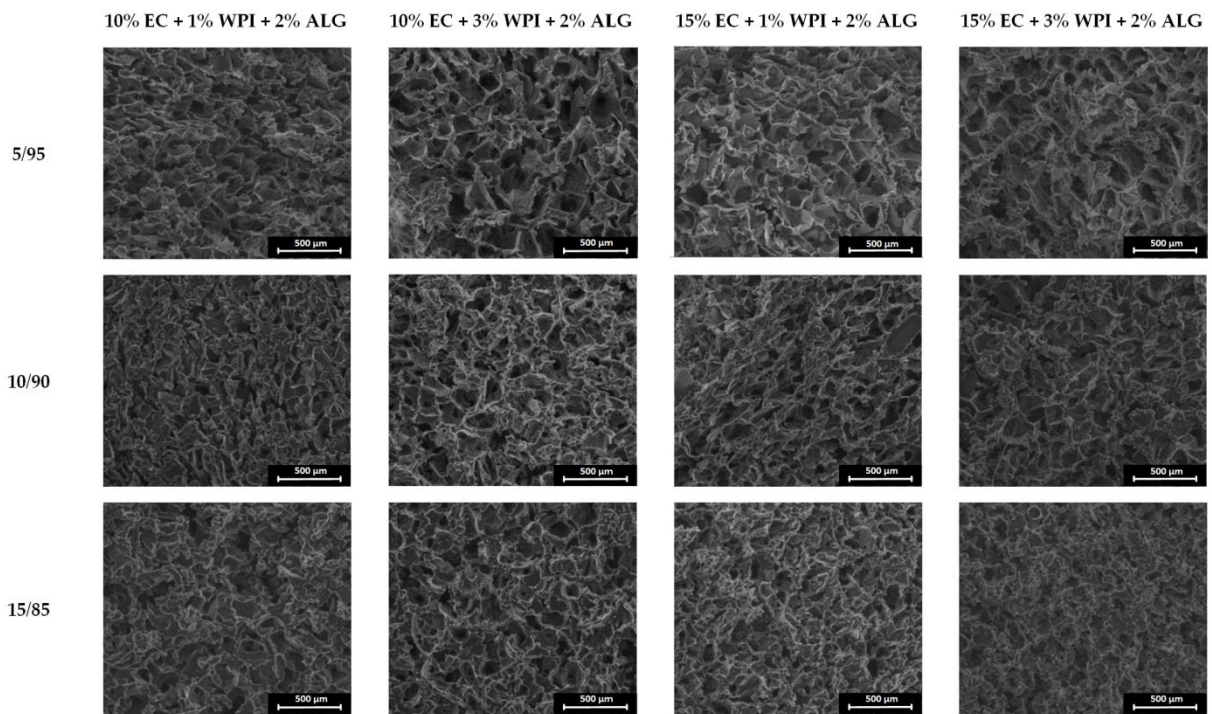 10% EC + 1% WPI + 2% ALG
10% EC + 3% WPI + 2% ALG
15% EC + 1% WPI + 2% ALG
15% EC + 3% WPI + 2% ALG
5/95
500 µm
500 µm
500 µm
500 µm
10/90
500 µm
500 µm
500 µm
500 µm
15/85
500 µm
500 µm
500 µm
500 µm